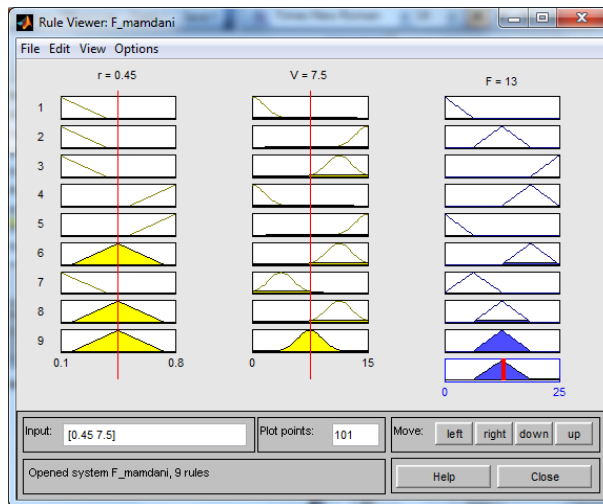 Rule Viewer: F_mamdani
File Edit View Options
r = 0.45 V = 7.5 F = 13
1
2
3
4
5
6
7
8
9
0.1 0.8 0 15
0 25
Input: [0.45 7.5] Plot points: 101 Move: left right down up
Opened system F_mamdani, 9 rules Help Close